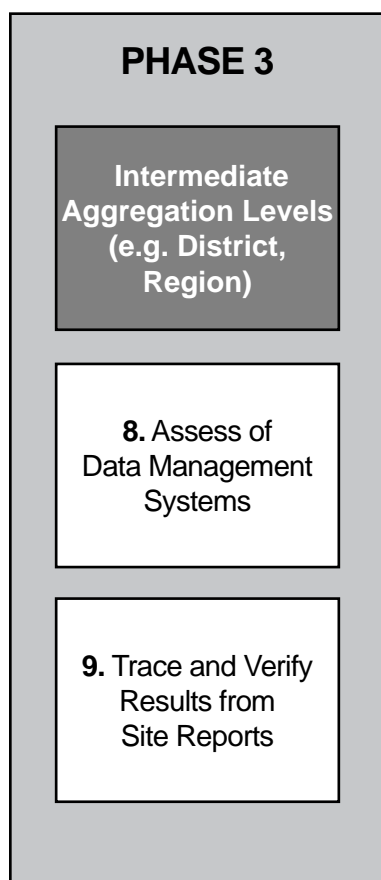 PHASE 3
Intermediate
Aggregation Levels
(e.g. District,
Region)
8. Assess of
Data Management
Systems
9. Trace and Verify
Results from
Site Reports